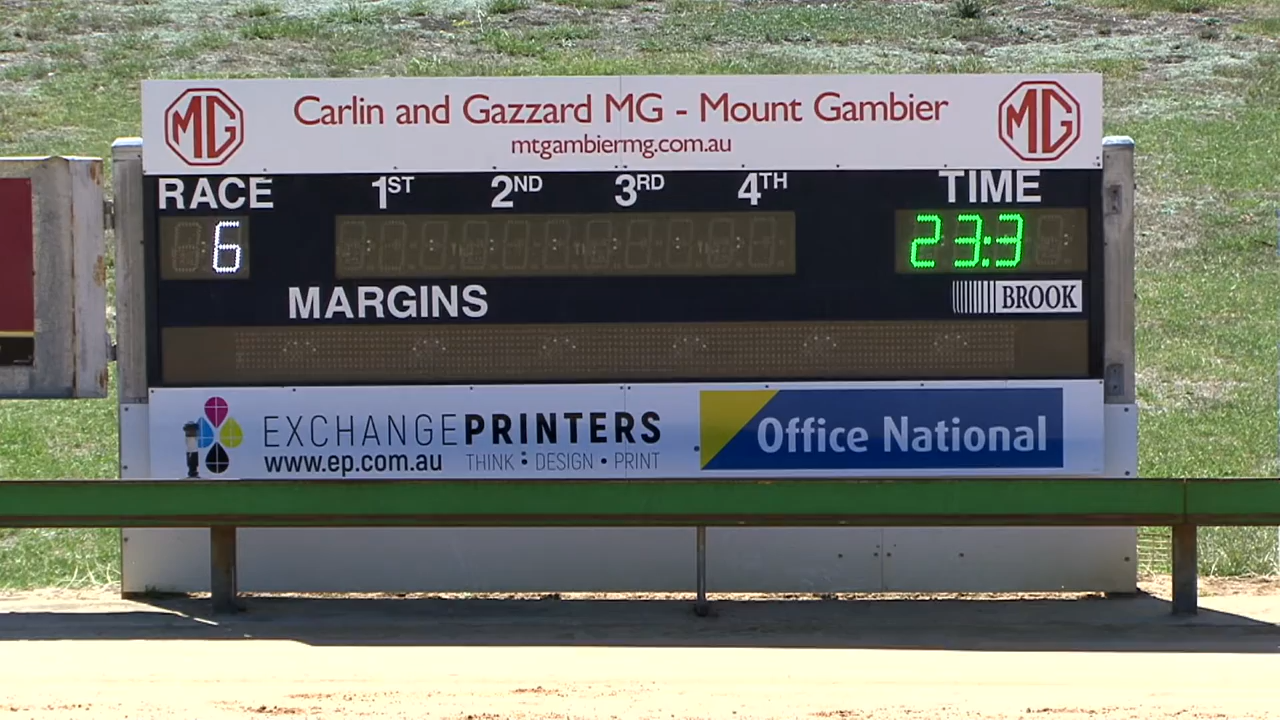 MG Carlin and Gazzard MG - Mount Gambier MG
mtgambiermg.com.au
RACE 1ST 2ND 3RD 4TH TIME
6 23:3
MARGINS BROOK
EXCHANGEPRINTERS Office National
www.ep.com.au THINK • DESIGN • PRINT